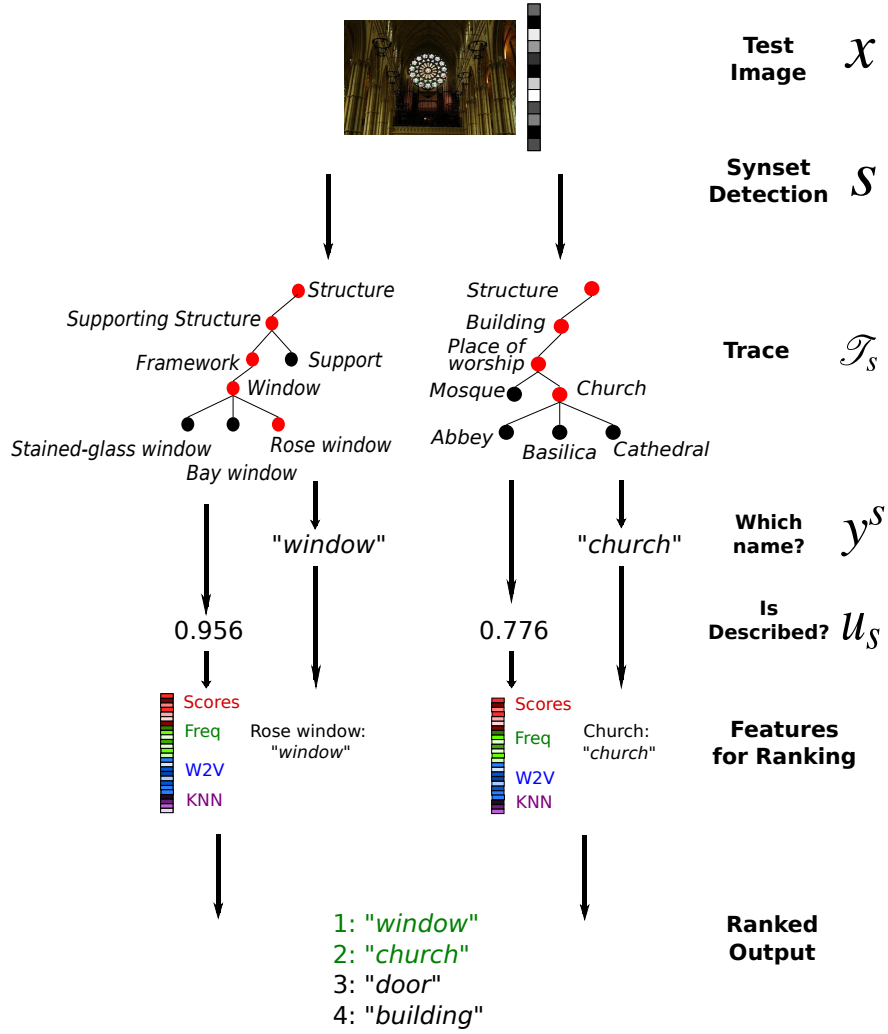 Test
Image
x
Synset
Detection
s
Structure
Supporting Structure
Framework
Support
Window
Stained-glass window
Rose window
Bay window
Structure
Building
Place of
worship
Mosque
Church
Abbey
Basilica
Cathedral
Trace
𝒯s
"window"
"church"
Which
name?
yˢ
0.956
0.776
Is
Described?
uₛ
Scores
Freq
W2V
KNN
Rose window:
"window"
Scores
Freq
W2V
KNN
Church:
"church"
Features
for Ranking
1: "window"
2: "church"
3: "door"
4: "building"
Ranked
Output